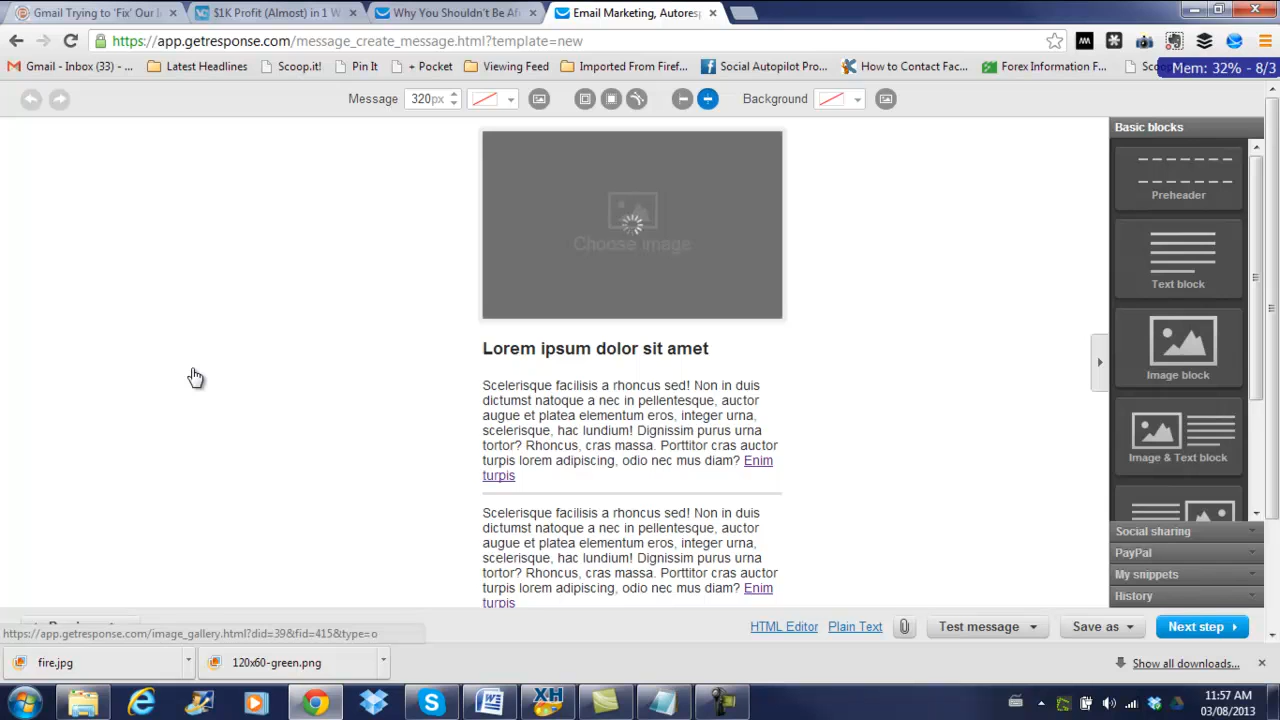 Gmail Trying to 'Fix' Our I
$1K Profit (Almost) in 1 W
Why You Shouldn't Be Af
Email Marketing, Autoresp
https://app.getresponse.com/message_create_message.html?template=new
Gmail - Inbox (33) - ...
Latest Headlines
Scoop.it!
Pin It
+ Pocket
Viewing Feed
Imported From Firef...
Social Autopilot Pro...
How to Contact Fac...
Forex Information F...
Mem: 32% - 8/3
Message
320px
Background
Choose image
Lorem ipsum dolor sit amet
Scelerisque facilisis a rhoncus sed! Non in duis
dictumst natoque a nec in pellentesque, auctor
augue et platea elementum eros, integer urna,
scelerisque, hac lundium! Dignissim purus urna
tortor? Rhoncus, cras massa. Porttitor cras auctor
turpis lorem adipiscing, odio nec mus diam? Enim
turpis
Scelerisque facilisis a rhoncus sed! Non in duis
dictumst natoque a nec in pellentesque, auctor
augue et platea elementum eros, integer urna,
scelerisque, hac lundium! Dignissim purus urna
tortor? Rhoncus, cras massa. Porttitor cras auctor
turpis lorem adipiscing, odio nec mus diam? Enim
turpis
Basic blocks
Preheader
Text block
Image block
Image & Text block
Social sharing
PayPal
My snippets
History
https://app.getresponse.com/image_gallery.html?did=39&fid=415&type=o
HTML Editor
Plain Text
Test message
Save as
Next step
fire.jpg
120x60-green.png
Show all downloads...
11:57 AM
03/08/2013